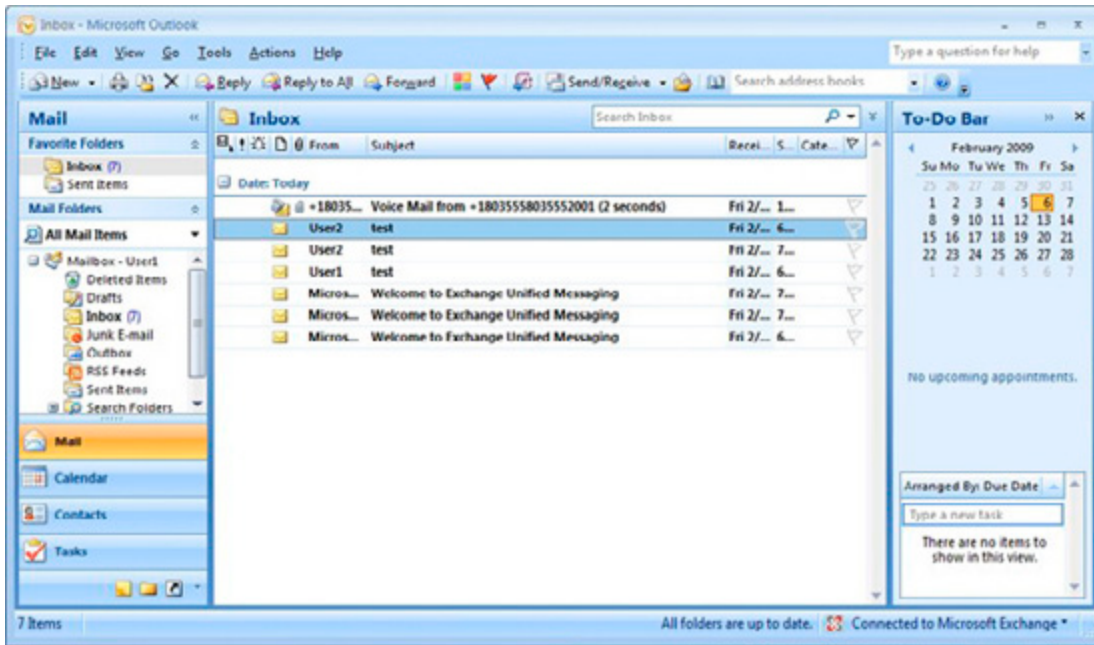 Inbox - Microsoft Outlook
File Edit View Go Tools Actions Help
Type a question for help
New Reply Reply to All Forward Send/Receive Search address books
Mail
Favorite Folders
Inbox (7)
Sent Items
Mail Folders
All Mail Items
Mailbox - User1
Deleted Items
Drafts
Inbox (7)
Junk E-mail
Outbox
RSS Feeds
Sent Items
Search Folders
Mail
Calendar
Contacts
Tasks
Inbox
Search Inbox
From Subject Recei... S... Cate...
Date: Today
+18035... Voice Mail from +18035558035552001 (2 seconds) Fri 2/... 1...
User2 test Fri 2/... 6...
User2 test Fri 2/... 7...
User1 test Fri 2/... 6...
Micros... Welcome to Exchange Unified Messaging Fri 2/... 7...
Micros... Welcome to Exchange Unified Messaging Fri 2/... 7...
Micros... Welcome to Exchange Unified Messaging Fri 2/... 6...
To-Do Bar
February 2009
Su Mo Tu We Th Fr Sa
25 26 27 28 29 30 31
1 2 3 4 5 6 7
8 9 10 11 12 13 14
15 16 17 18 19 20 21
22 23 24 25 26 27 28
1 2 3 4 5 6 7
No upcoming appointments.
Arranged By: Due Date
Type a new task
There are no items to
show in this view.
7 Items
All folders are up to date. Connected to Microsoft Exchange